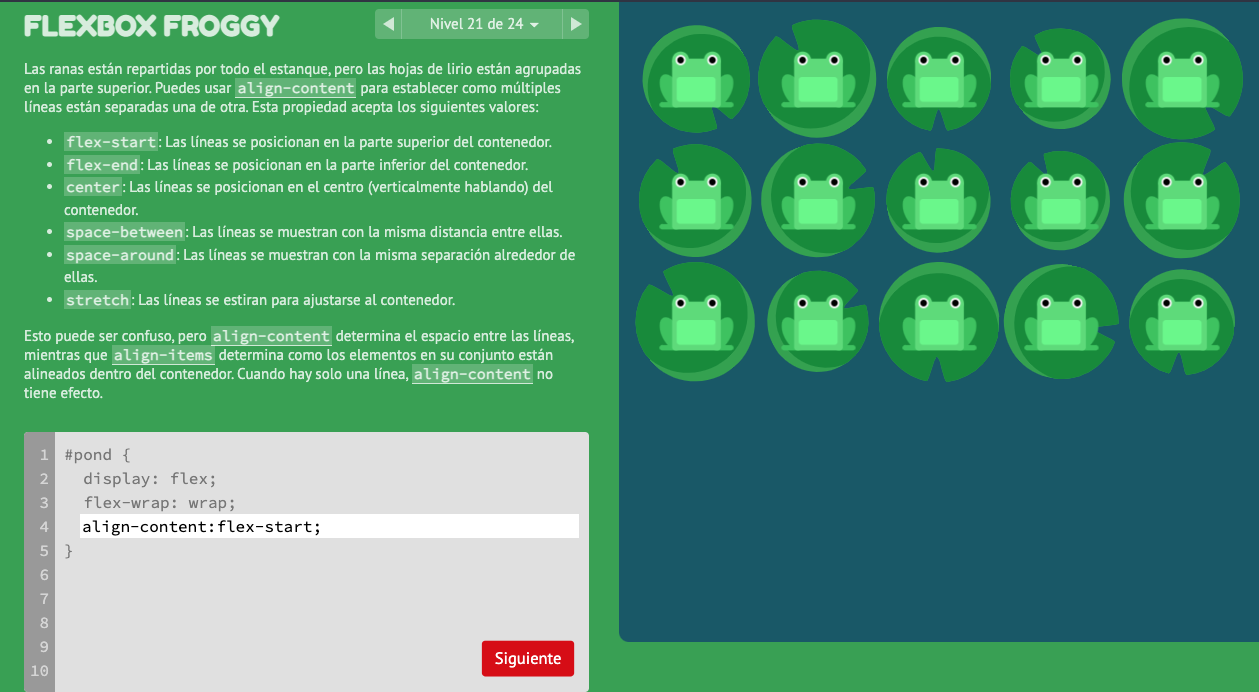 FLEXBOX FROGGY
Nivel 21 de 24
Las ranas están repartidas por todo el estanque, pero las hojas de lirio están agrupadas
en la parte superior. Puedes usar align-content para establecer como múltiples
líneas están separadas una de otra. Esta propiedad acepta los siguientes valores:
• flex-start: Las líneas se posicionan en la parte superior del contenedor.
• flex-end: Las líneas se posicionan en la parte inferior del contenedor.
• center: Las líneas se posicionan en el centro (verticalmente hablando) del
contenedor.
• space-between: Las líneas se muestran con la misma distancia entre ellas.
• space-around: Las líneas se muestran con la misma separación alrededor de
ellas.
• stretch: Las líneas se estiran para ajustarse al contenedor.
Esto puede ser confuso, pero align-content determina el espacio entre las líneas,
mientras que align-items determina como los elementos en su conjunto están
alineados dentro del contenedor. Cuando hay solo una línea, align-content no
tiene efecto.
1 #pond {
2 display: flex;
3 flex-wrap: wrap;
4 align-content:flex-start;
5 }
6
7
8
9
10
Siguiente